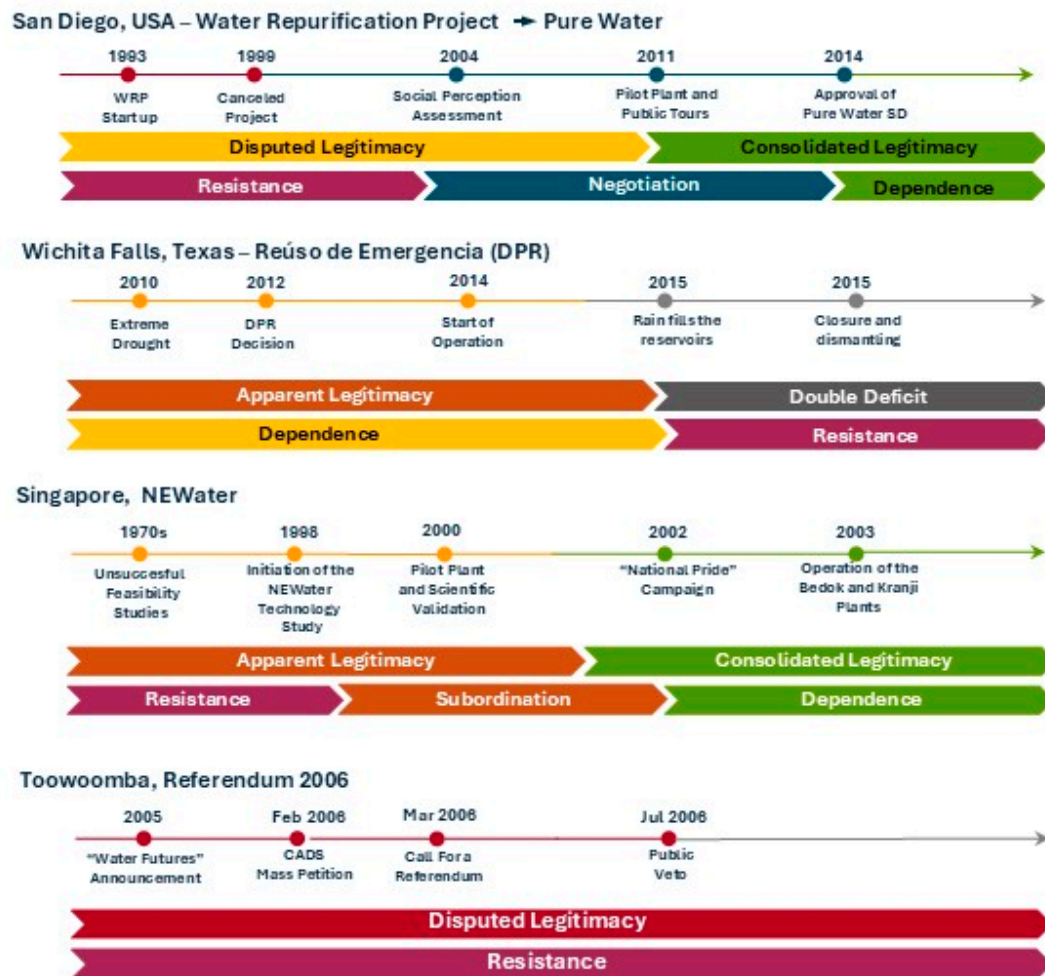 San Diego, USA – Water Repurification Project → Pure Water
1993 1999 2004 2011 2014
WRP Canceled Social Perception Pilot Plant and Approval of
Startup Project Assessment Public Tours Pure Water SD
Disputed Legitimacy Consolidated Legitimacy
Resistance Negotiation Dependence
Wichita Falls, Texas – Reúso de Emergencia (DPR)
2010 2012 2014 2015 2015
Extreme DPR Start of Rain fills the Closure and
Drought Decision Operation reservoirs dismantling
Apparent Legitimacy Double Deficit
Dependence Resistance
Singapore, NEWater
1970s 1998 2000 2002 2003
Unsuccesful Initiation of the Pilot Plant “National Pride” Operation of the
Feasibility NEWater and Scientific Campaign Bedok and Kranji
Studies Technology Validation Plants
Study
Apparent Legitimacy Consolidated Legitimacy
Resistance Subordination Dependence
Toowoomba, Referendum 2006
2005 Feb 2006 Mar 2006 Jul 2006
“Water Futures” CADS Call For a Public
Announcement Mass Petition Referendum Veto
Disputed Legitimacy
Resistance